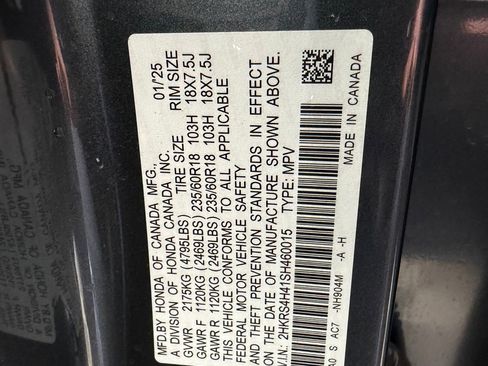 MFD.BY HONDA OF CANADA MFG., 01/25
A DIVISION OF HONDA CANADA INC.
TIRE SIZE RIM SIZE
GVWR 2175KG (4795LBS)
GAWR F 1120KG (2469LBS) 235/60R18 103H 18X7.5J
GAWR R 1120KG (2469LBS) 235/60R18 103H 18X7.5J
THIS VEHICLE CONFORMS TO ALL APPLICABLE
FEDERAL MOTOR VEHICLE SAFETY
AND THEFT PREVENTION STANDARDS IN EFFECT
ON THE DATE OF MANUFACTURE SHOWN ABOVE.
V.I.N.: 2HKRS4H41SH460015 TYPE: MPV
S AC7 -NH904M -A -H MADE IN CANADA